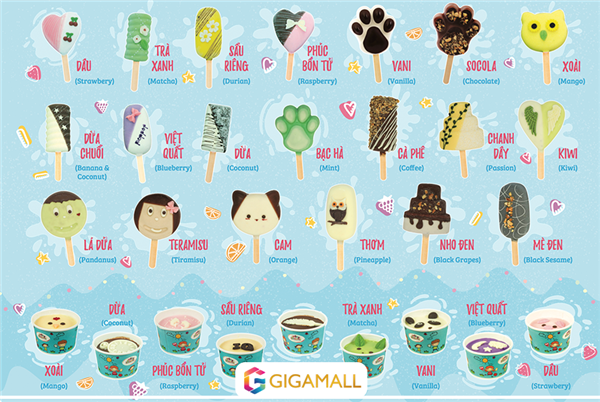 DÂU
(Strawbery)
TRÀ
XANH
(Matcha)
SẦU
RIÊNG
(Durian)
PHÚC
BỒN TỬ
(Raspberry)
VANI
(Vanilla)
SOCOLA
(Chocolate)
XOÀI
(Mango)
DỪA
CHUỐI
(Banana &
Coconut)
VIỆT
QUẤT
(Blueberry)
DỪA
(Coconut)
BẠC HÀ
(Mint)
CÀ PHÊ
(Coffee)
CHANH
DÂY
(Passion)
KIWI
(Kiwi)
LÁ DỨA
(Pandanus)
TERAMISU
(Tiramisu)
CAM
(Orange)
THƠM
(Pineapple)
NHO ĐEN
(Black Grapes)
MÈ ĐEN
(Black Sesame)
DỪA
(Coconut)
SẦU RIÊNG
(Durian)
TRÀ XANH
(Matcha)
VIỆT QUẤT
(Blueberry)
XOÀI
(Mango)
PHÚC BỒN TỬ
(Raspberry)
VANI
(Vanilla)
DÂU
(Strawbery)
GIGAMALL